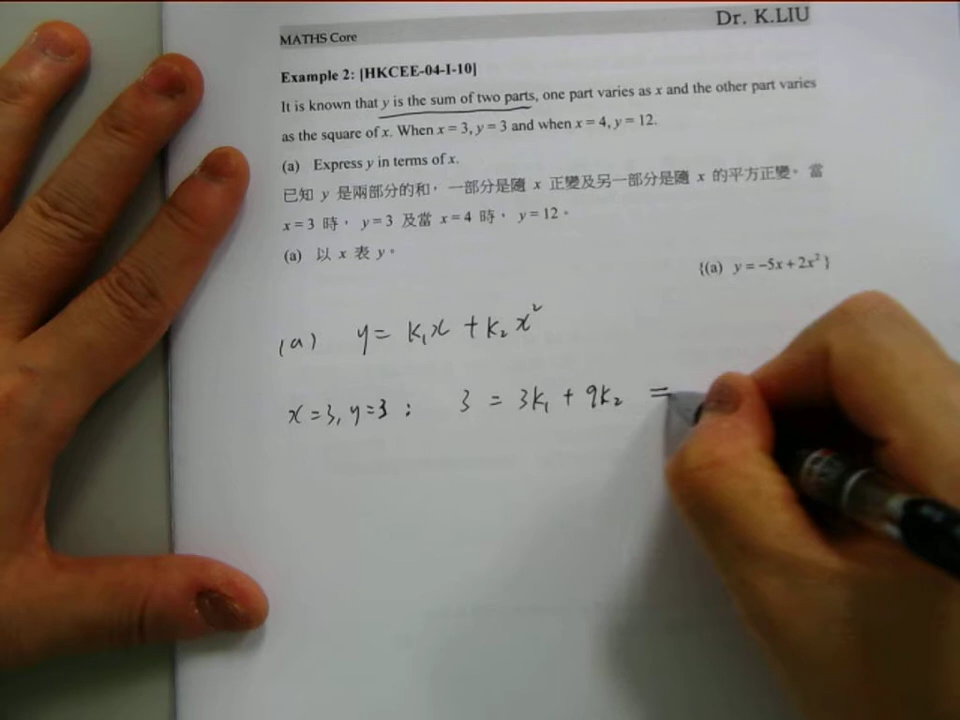 MATHS Core
Dr. K.LIU
Example 2: [HKCEE-04-I-10]
It is known that y is the sum of two parts, one part varies as x and the other part varies
as the square of x. When x = 3, y = 3 and when x = 4, y = 12.
(a) Express y in terms of x.
已知 y 是兩部分的和，一部分是隨 x 正變及另一部分是隨 x 的平方正變。當
x = 3 時，y = 3 及當 x = 4 時，y = 12。
(a) 以 x 表 y。
{(a) y = −5x + 2x² }
(a) y = k₁x + k₂x²
x = 3, y = 3 : 3 = 3k₁ + 9k₂ =